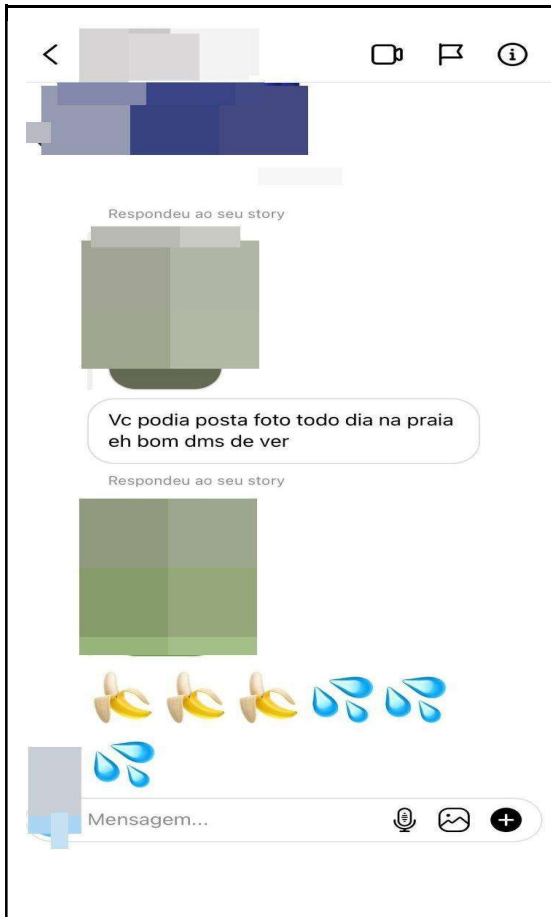 Respondeu ao seu story
Vc podia posta foto todo dia na praia
eh bom dms de ver
Respondeu ao seu story
Mensagem...